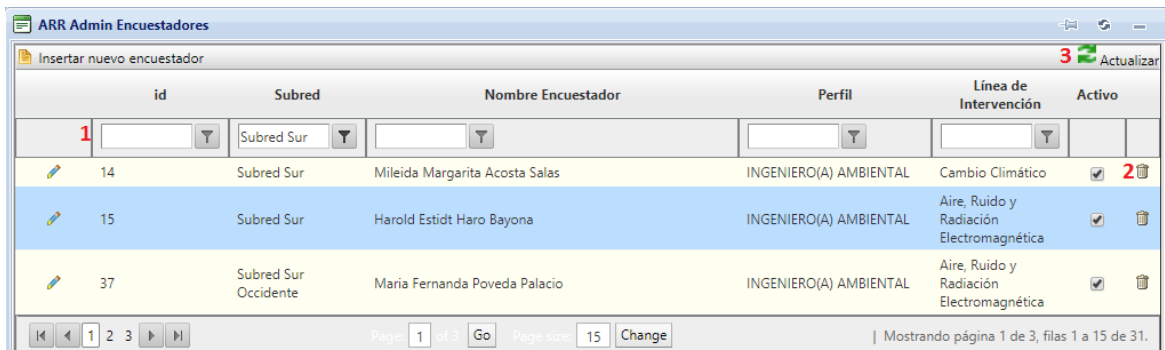 ARR Admin Encuestadores
Insertar nuevo encuestador
3 Actualizar
id Subred Nombre Encuestador Perfil Línea de Intervención Activo
1 Subred Sur
14 Subred Sur Mileida Margarita Acosta Salas INGENIERO(A) AMBIENTAL Cambio Climático 2
15 Subred Sur Harold Estidt Haro Bayona INGENIERO(A) AMBIENTAL Aire, Ruido y Radiación Electromagnética
37 Subred Sur Occidente Maria Fernanda Poveda Palacio INGENIERO(A) AMBIENTAL Aire, Ruido y Radiación Electromagnética
1 2 3 Page: 1 of 3 Go Page size: 15 Change | Mostrando página 1 de 3, filas 1 a 15 de 31.